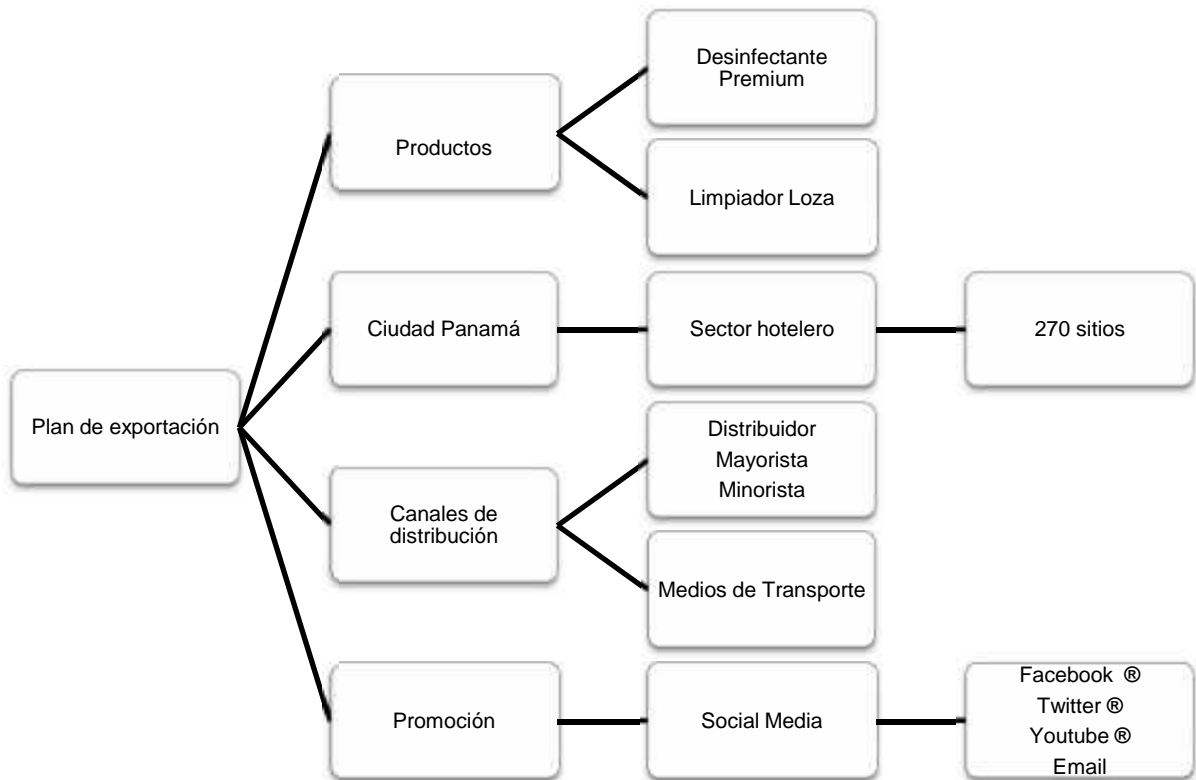 Plan de exportación
Productos
Desinfectante
Premium
Limpiador Loza
Ciudad Panamá
Sector hotelero
270 sitios
Canales de
distribución
Distribuidor
Mayorista
Minorista
Medios de Transporte
Promoción
Social Media
Facebook ®
Twitter ®
Youtube ®
Email